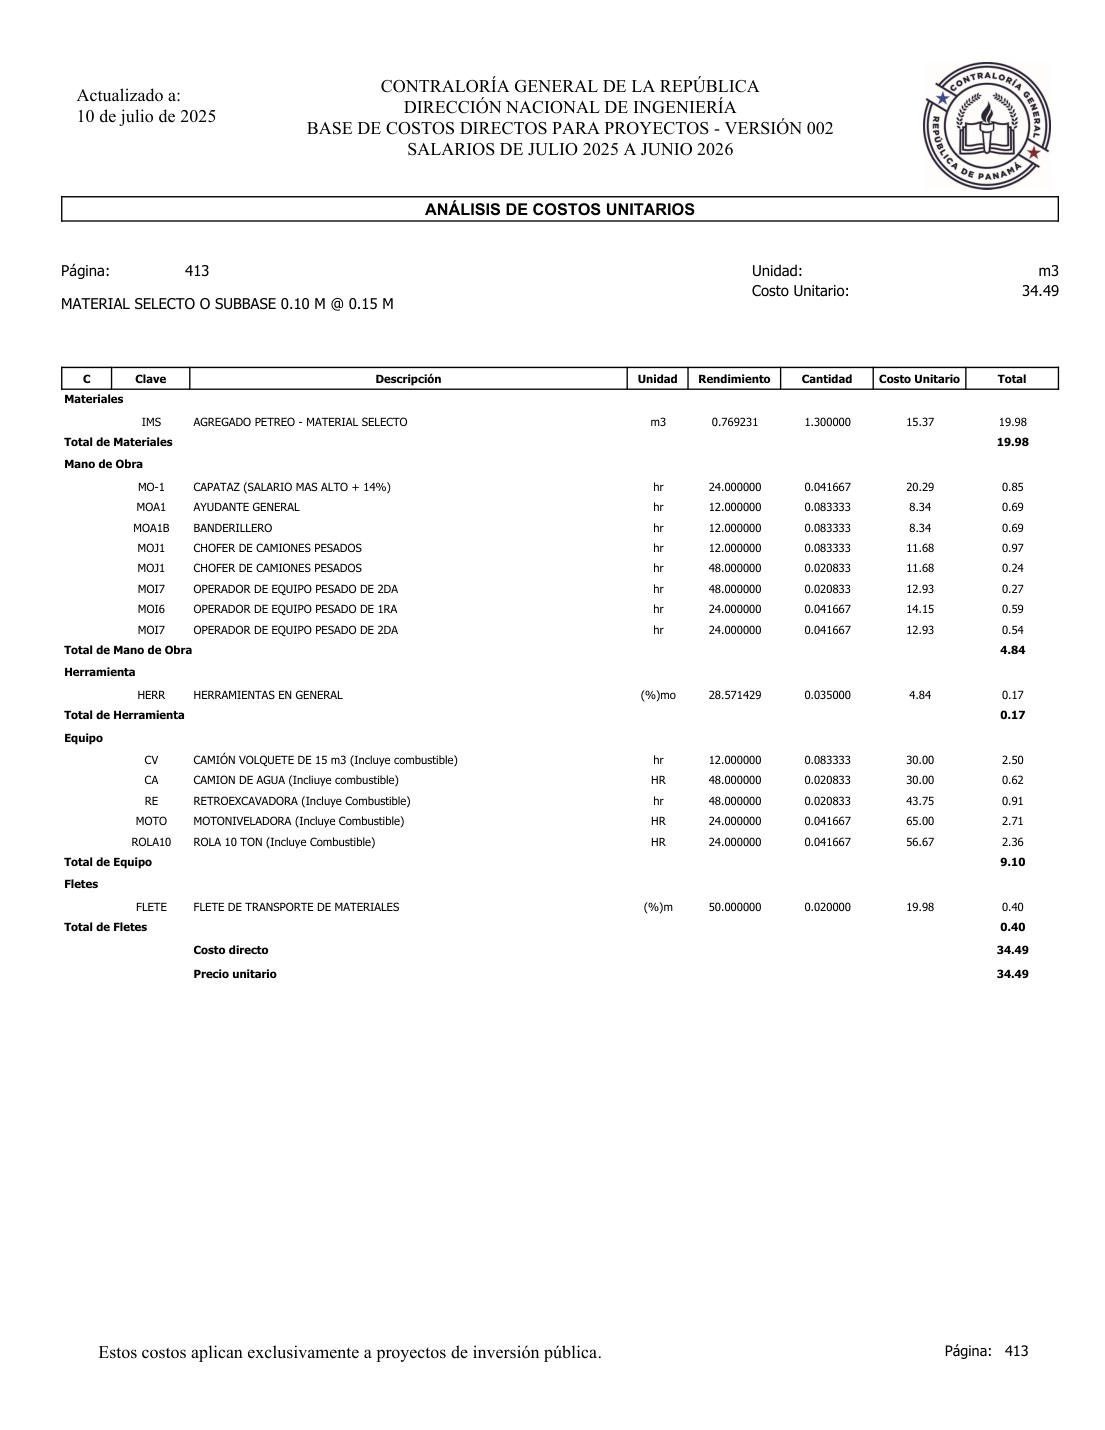 Actualizado a:
10 de julio de 2025
CONTRALORÍA GENERAL DE LA REPÚBLICA
DIRECCIÓN NACIONAL DE INGENIERÍA
BASE DE COSTOS DIRECTOS PARA PROYECTOS - VERSIÓN 002
SALARIOS DE JULIO 2025 A JUNIO 2026
CONTRALORÍA GENERAL
REPÚBLICA DE PANAMÁ
ANÁLISIS DE COSTOS UNITARIOS
Página: 413 Unidad: m3
Costo Unitario: 34.49
MATERIAL SELECTO O SUBBASE 0.10 M @ 0.15 M
C Clave Descripción Unidad Rendimiento Cantidad Costo Unitario Total
Materiales
IMS AGREGADO PETREO - MATERIAL SELECTO m3 0.769231 1.300000 15.37 19.98
Total de Materiales 19.98
Mano de Obra
MO-1 CAPATAZ (SALARIO MAS ALTO + 14%) hr 24.000000 0.041667 20.29 0.85
MOA1 AYUDANTE GENERAL hr 12.000000 0.083333 8.34 0.69
MOA1B BANDERILLERO hr 12.000000 0.083333 8.34 0.69
MOJ1 CHOFER DE CAMIONES PESADOS hr 12.000000 0.083333 11.68 0.97
MOJ1 CHOFER DE CAMIONES PESADOS hr 48.000000 0.020833 11.68 0.24
MOI7 OPERADOR DE EQUIPO PESADO DE 2DA hr 48.000000 0.020833 12.93 0.27
MOI6 OPERADOR DE EQUIPO PESADO DE 1RA hr 24.000000 0.041667 14.15 0.59
MOI7 OPERADOR DE EQUIPO PESADO DE 2DA hr 24.000000 0.041667 12.93 0.54
Total de Mano de Obra 4.84
Herramienta
HERR HERRAMIENTAS EN GENERAL (%)mo 28.571429 0.035000 4.84 0.17
Total de Herramienta 0.17
Equipo
CV CAMIÓN VOLQUETE DE 15 m3 (Incluye combustible) hr 12.000000 0.083333 30.00 2.50
CA CAMION DE AGUA (Incliuye combustible) HR 48.000000 0.020833 30.00 0.62
RE RETROEXCAVADORA (Incluye Combustible) hr 48.000000 0.020833 43.75 0.91
MOTO MOTONIVELADORA (Incluye Combustible) HR 24.000000 0.041667 65.00 2.71
ROLA10 ROLA 10 TON (Incluye Combustible) HR 24.000000 0.041667 56.67 2.36
Total de Equipo 9.10
Fletes
FLETE FLETE DE TRANSPORTE DE MATERIALES (%)m 50.000000 0.020000 19.98 0.40
Total de Fletes 0.40
Costo directo 34.49
Precio unitario 34.49
Estos costos aplican exclusivamente a proyectos de inversión pública.
Página: 413